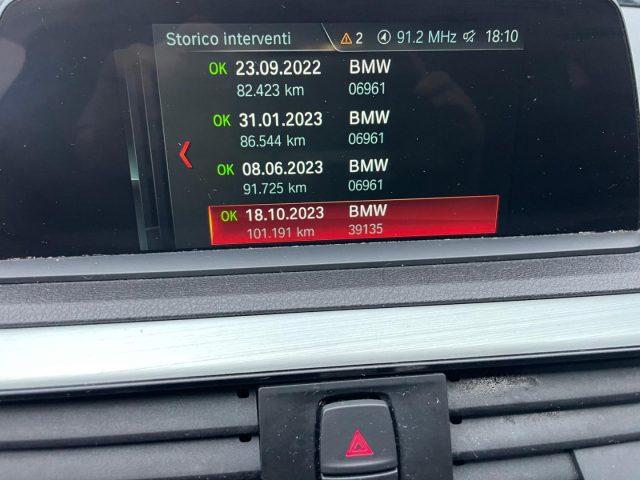 Storico interventi 2 91.2 MHz 18:10
OK 23.09.2022 BMW
82.423 km 06961
OK 31.01.2023 BMW
86.544 km 06961
OK 08.06.2023 BMW
91.725 km 06961
OK 18.10.2023 BMW
101.191 km 39135